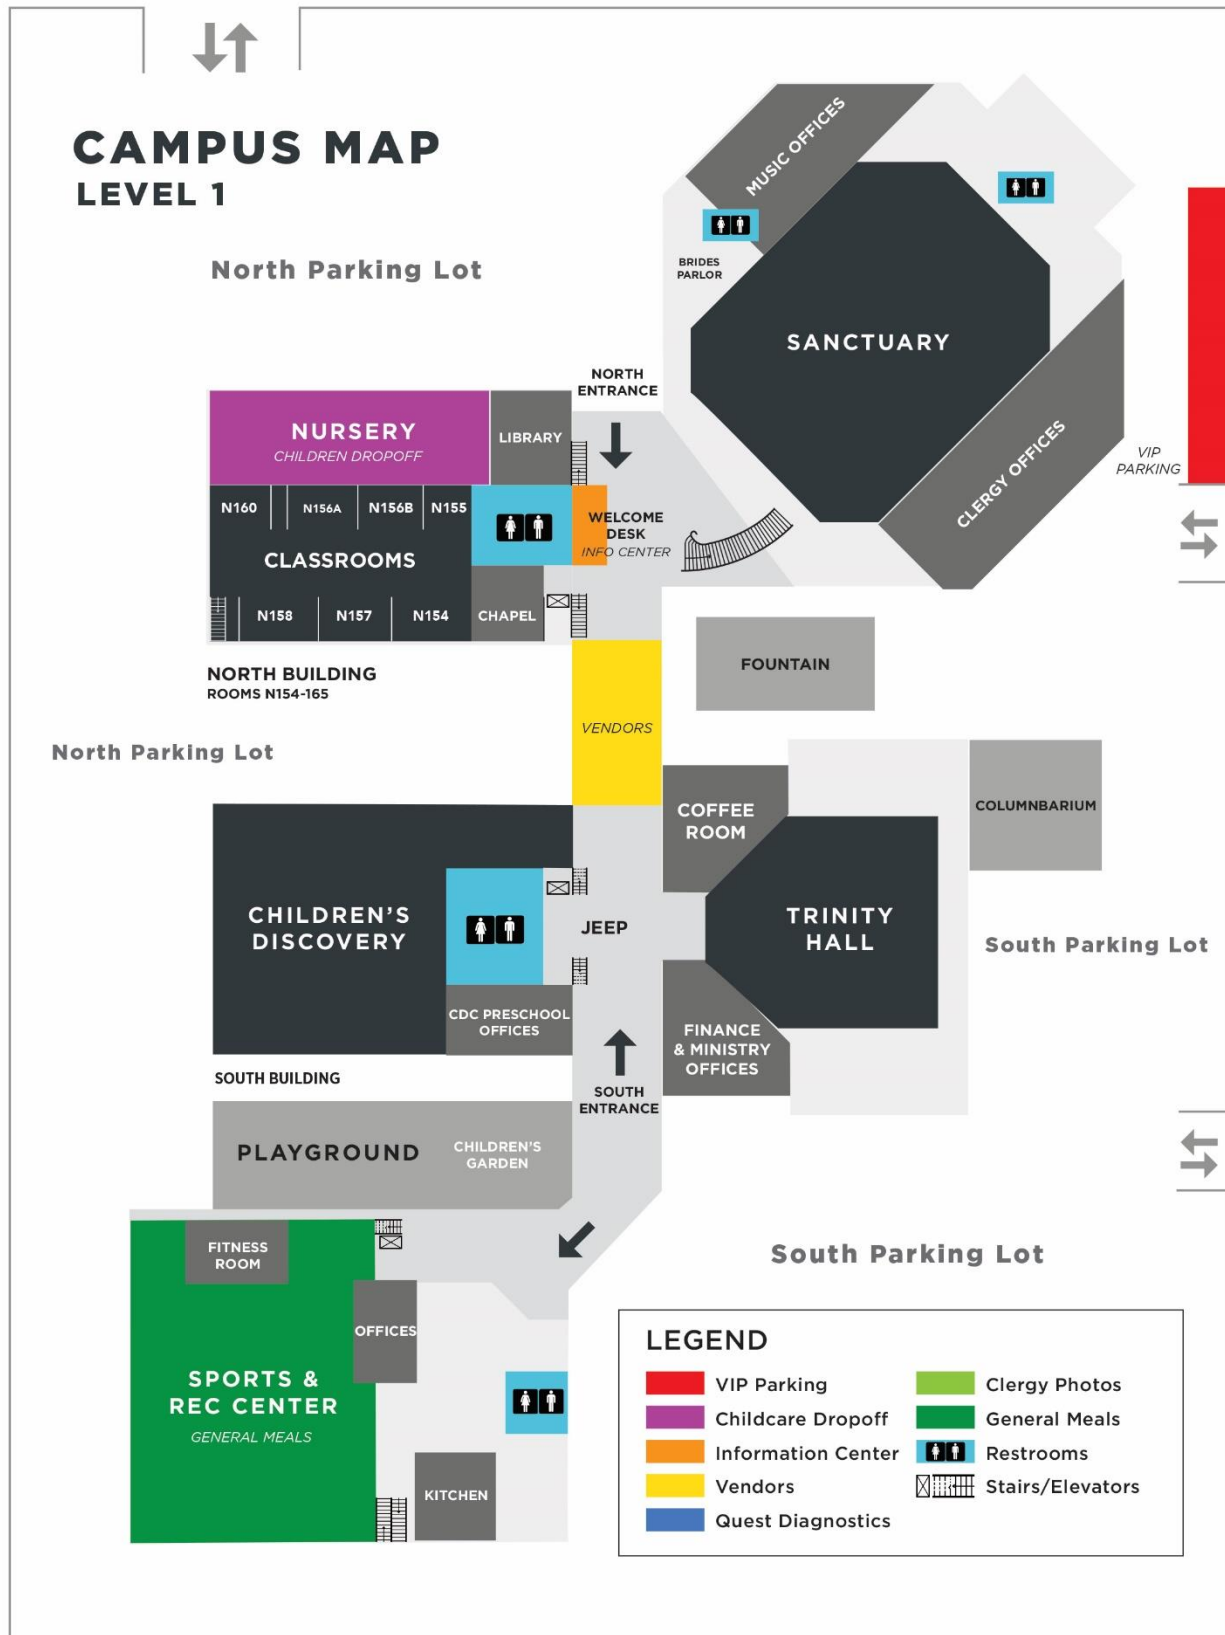 CAMPUS MAP
LEVEL 1
North Parking Lot
MUSIC OFFICES
BRIDES
PARLOR
SANCTUARY
CLERGY OFFICES
VIP
PARKING
NORTH
ENTRANCE
NURSERY
CHILDREN DROPOFF
LIBRARY
N160
N156A
N156B
N155
WELCOME
DESK
INFO CENTER
CLASSROOMS
N158
N157
N154
CHAPEL
NORTH BUILDING
ROOMS N154-165
FOUNTAIN
VENDORS
North Parking Lot
COFFEE
ROOM
COLUMNBARIUM
CHILDREN'S
DISCOVERY
JEEP
TRINITY
HALL
South Parking Lot
CDC PRESCHOOL
OFFICES
FINANCE
& MINISTRY
OFFICES
SOUTH BUILDING
SOUTH
ENTRANCE
PLAYGROUND
CHILDREN'S
GARDEN
FITNESS
ROOM
South Parking Lot
OFFICES
SPORTS &
REC CENTER
GENERAL MEALS
KITCHEN
LEGEND
VIP Parking
Childcare Dropoff
Information Center
Vendors
Quest Diagnostics
Clergy Photos
General Meals
Restrooms
Stairs/Elevators